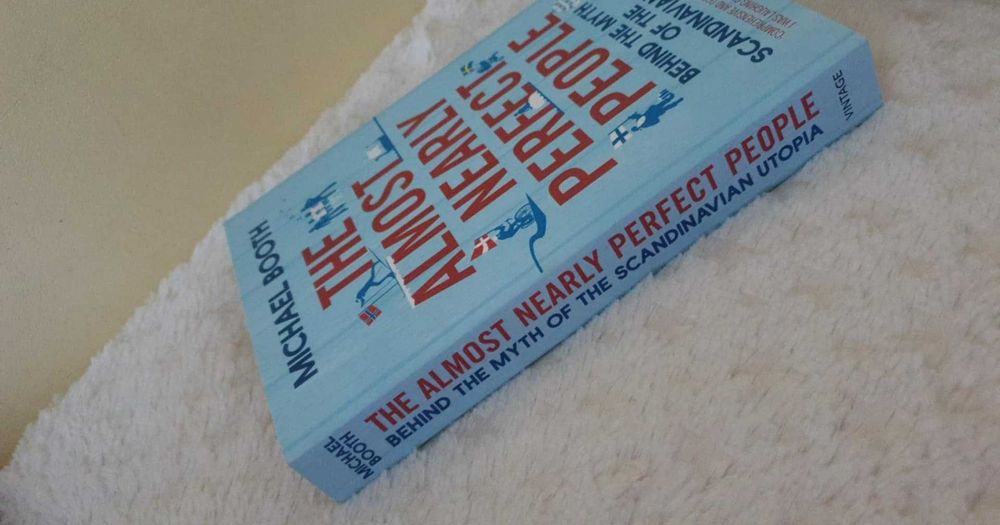 MICHAEL BOOTH
THE
ALMOST
NEARLY
PERFECT
PEOPLE
BEHIND THE MYTH
OF THE
SCANDINAVIAN
MICHAEL
BOOTH
THE ALMOST NEARLY PERFECT PEOPLE
BEHIND THE MYTH OF THE SCANDINAVIAN UTOPIA
VINTAGE